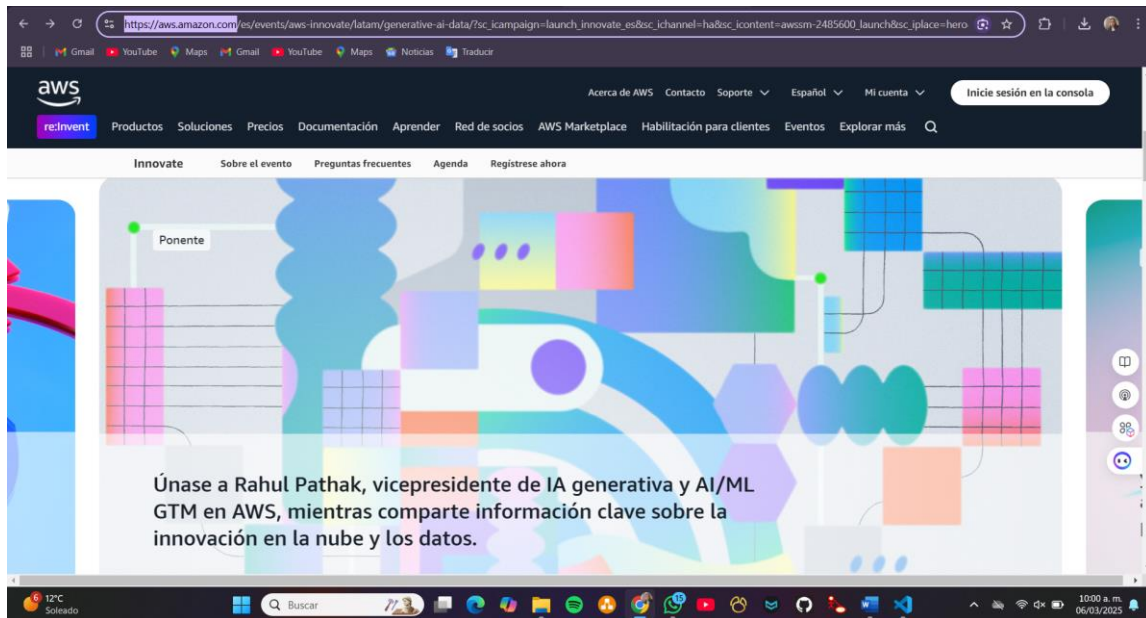 https://aws.amazon.com/es/events/aws-innovate/latam/generative-ai-data/?sc_icampaign=launch_innovate_es&sc_ichannel=ha&sc_icontent=awssm-2485600_launch&sc_iplace=hero
Gmail YouTube Maps Gmail YouTube Maps Noticias Traducir
aws
Acerca de AWS Contacto Soporte Español Mi cuenta Inicie sesión en la consola
re:Invent Productos Soluciones Precios Documentación Aprender Red de socios AWS Marketplace Habilitación para clientes Eventos Explorar más
Innovate Sobre el evento Preguntas frecuentes Agenda Regístrese ahora
Ponente
Únase a Rahul Pathak, vicepresidente de IA generativa y AI/ML
GTM en AWS, mientras comparte información clave sobre la
innovación en la nube y los datos.
6 12°C
Soleado
Buscar
15
10:00 a. m.
06/03/2025